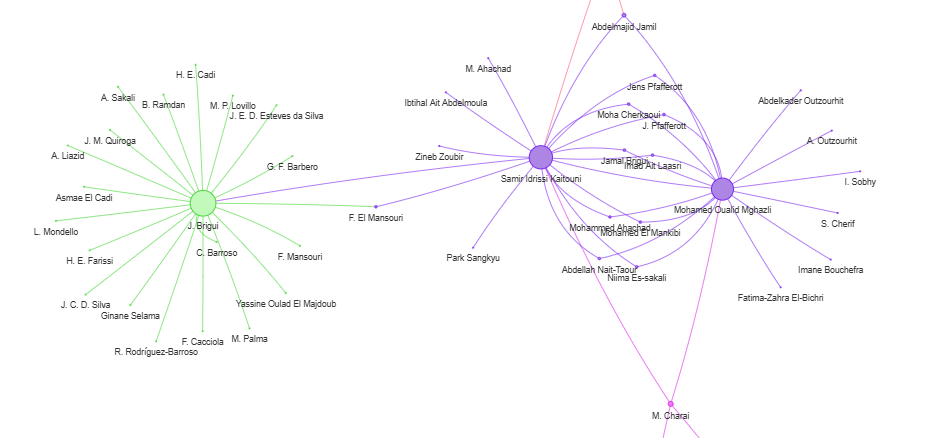 Abdelmajid Jamil
M. Ahachad
H. E. Cadi
Jens Pfafferott
A. Sakali
B. Ramdan
M. P. Lovillo
Ibtihal Ait Abdelmoula
Abdelkader Outzourhit
J. E. D. Esteves da Silva
Moha Cherkaoui
J. Pfafferott
J. M. Quiroga
A. Outzourhit
A. Liazid
Zineb Zoubir
Jamal Brigui
Imad Ait Laasri
G. F. Barbero
Samir Idrissi Kaitouni
I. Sobhy
Asmae El Cadi
Mohamed Oualid Mghazli
F. El Mansouri
S. Cherif
J. Brigui
Mohammed Ahachad
L. Mondello
Mohamed El Mankibi
C. Barroso
F. Mansouri
Park Sangkyu
H. E. Farissi
Abdellah Nait-Taour
Imane Bouchefra
Niima Es-sakali
Fatima-Zahra El-Bichri
J. C. D. Silva
Yassine Oulad El Majdoub
Ginane Selama
M. Palma
F. Cacciola
R. Rodríguez-Barroso
M. Charai